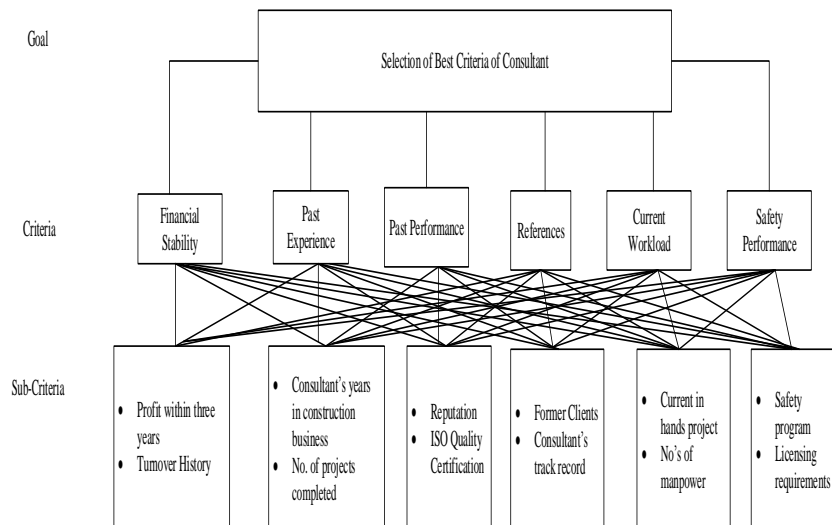 Goal
Selection of Best Criteria of Consultant
Criteria
Financial
Stability
Past
Experience
Past Performance
References
Current
Workload
Safety
Performance
Sub-Criteria
• Profit within three
years
• Turnover History
• Consultant's years
in construction
business
• No. of projects
completed
• Reputation
• ISO Quality
Certification
• Former Clients
• Consultant's
track record
• Current in
hands project
• No's of
manpower
• Safety
program
• Licensing
requirements